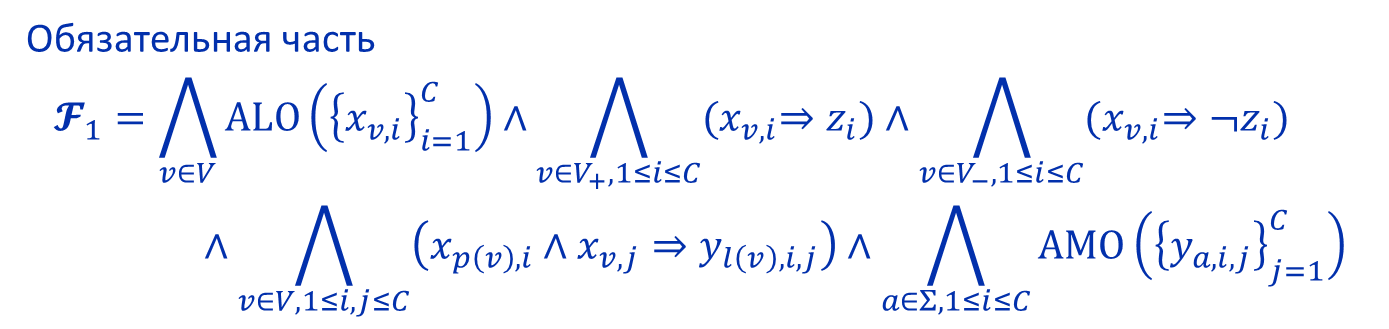 Обязательная часть
𝓕₁ = ⋀_{v∈V} ALO({x_{v,i}}_{i=1}^{C}) ∧ ⋀_{v∈V₊,1≤i≤C} (x_{v,i} ⇒ z_i) ∧ ⋀_{v∈V₋,1≤i≤C} (x_{v,i} ⇒ ¬z_i)
∧ ⋀_{v∈V,1≤i,j≤C} (x_{p(v),i} ∧ x_{v,j} ⇒ y_{l(v),i,j}) ∧ ⋀_{a∈Σ,1≤i≤C} AMO({y_{a,i,j}}_{j=1}^{C})